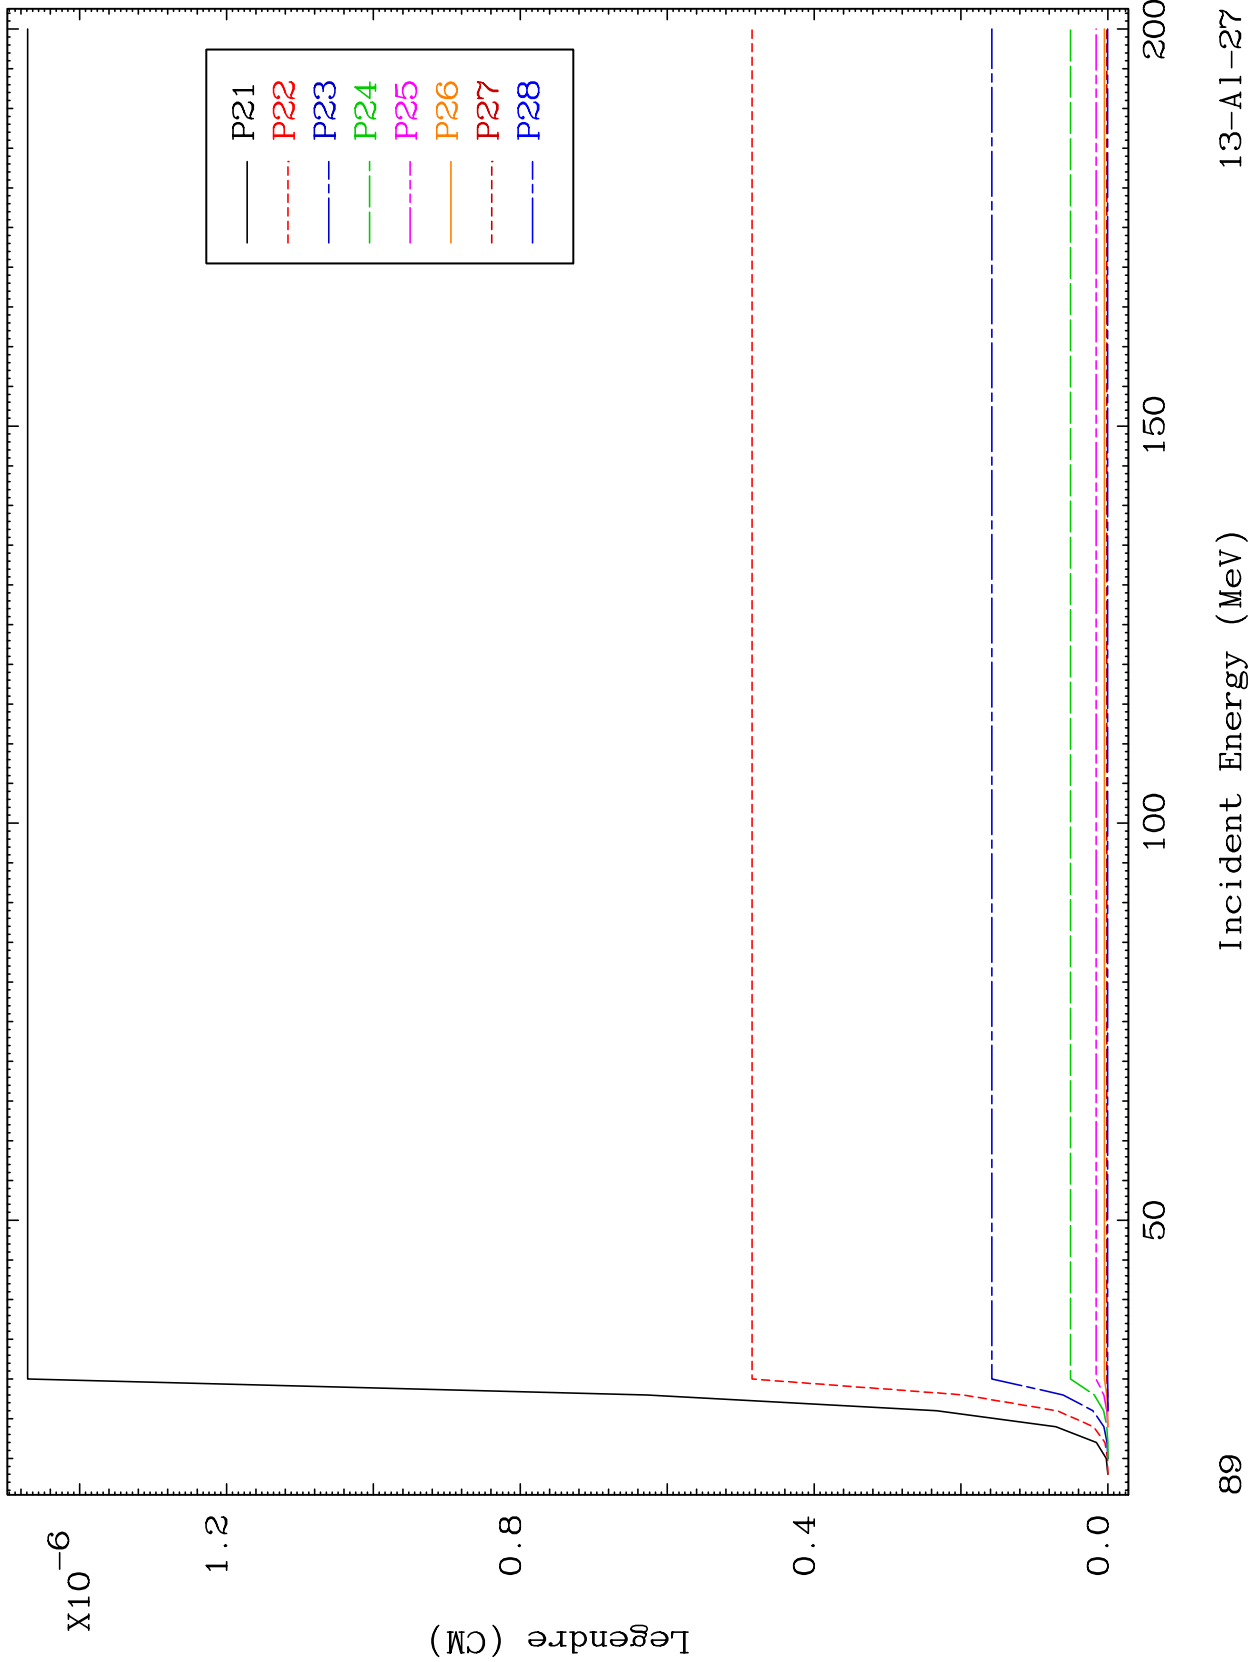 X10-6
1.2
0.8
0.4
0.0
Legendre (CM)
P21
P22
P23
P24
P25
P26
P27
P28
50
100
150
200
89
Incident Energy (MeV)
13-Al-27